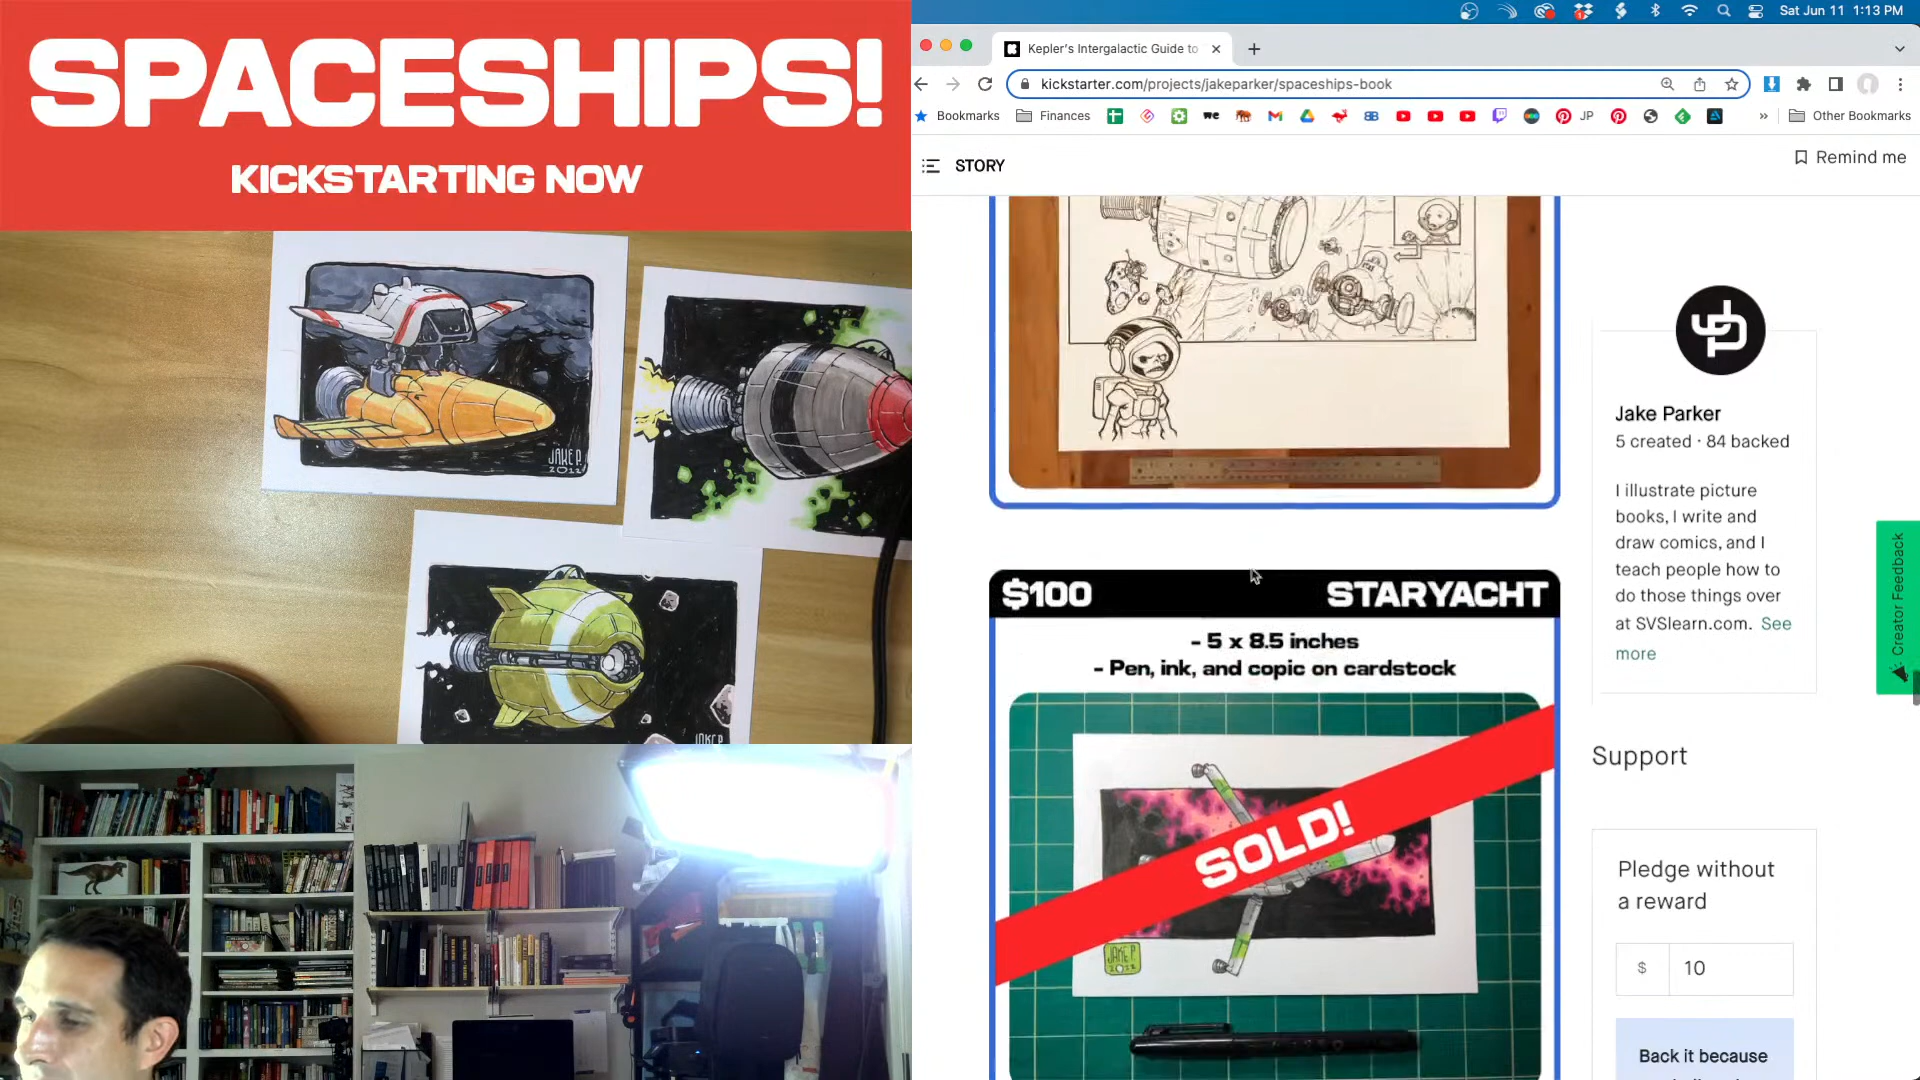 SPACESHIPS!
KICKSTARTING NOW
JAKE P.
2012
JAKE P.
Sat Jun 11 1:13 PM
Kepler's Intergalactic Guide to
kickstarter.com/projects/jakeparker/spaceships-book
Bookmarks
Finances
JP
Other Bookmarks
STORY
Remind me
$100
STARYACHT
- 5 x 8.5 inches
- Pen, ink, and copic on cardstock
SOLD!
JAKE P.
Jake Parker
5 created · 84 backed
I illustrate picture
books, I write and
draw comics, and I
teach people how to
do those things over
at SVSlearn.com. See
more
Creator Feedback
Support
Pledge without
a reward
$ 10
Back it because